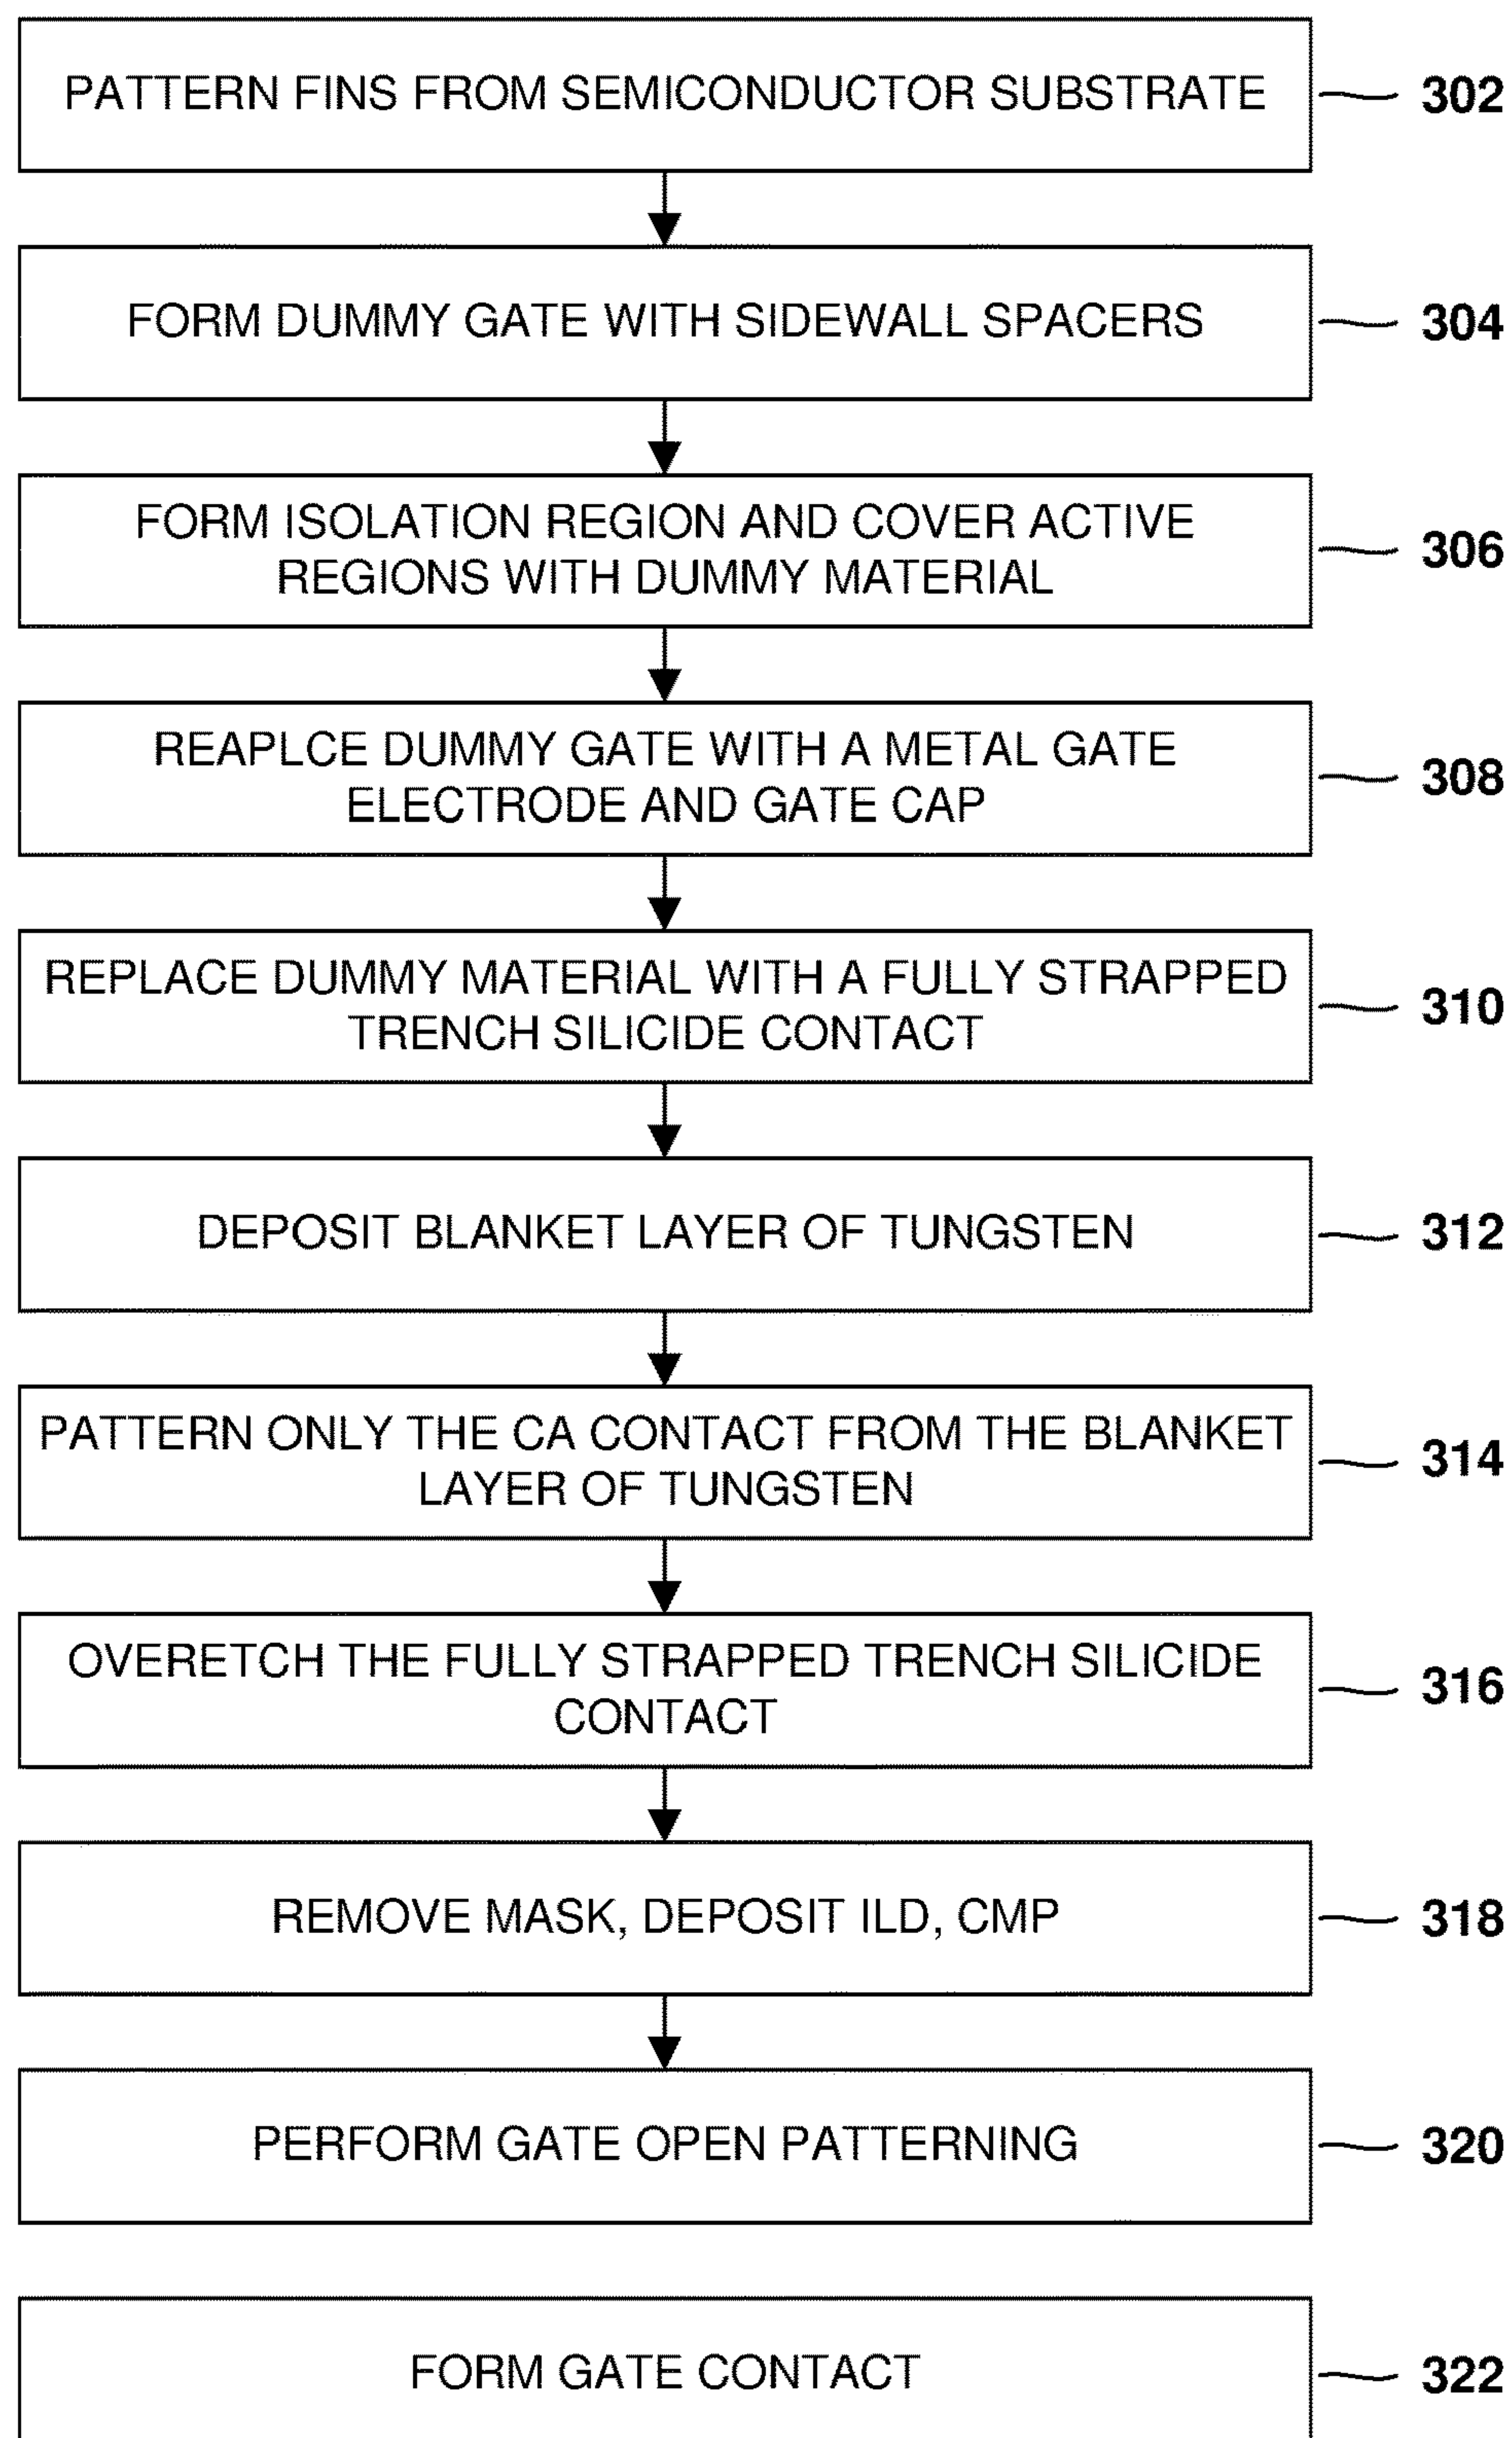 PATTERN FINS FROM SEMICONDUCTOR SUBSTRATE
302
FORM DUMMY GATE WITH SIDEWALL SPACERS
304
FORM ISOLATION REGION AND COVER ACTIVE
REGIONS WITH DUMMY MATERIAL
306
REAPLCE DUMMY GATE WITH A METAL GATE
ELECTRODE AND GATE CAP
308
REPLACE DUMMY MATERIAL WITH A FULLY STRAPPED
TRENCH SILICIDE CONTACT
310
DEPOSIT BLANKET LAYER OF TUNGSTEN
312
PATTERN ONLY THE CA CONTACT FROM THE BLANKET
LAYER OF TUNGSTEN
314
OVERETCH THE FULLY STRAPPED TRENCH SILICIDE
CONTACT
316
REMOVE MASK, DEPOSIT ILD, CMP
318
PERFORM GATE OPEN PATTERNING
320
FORM GATE CONTACT
322